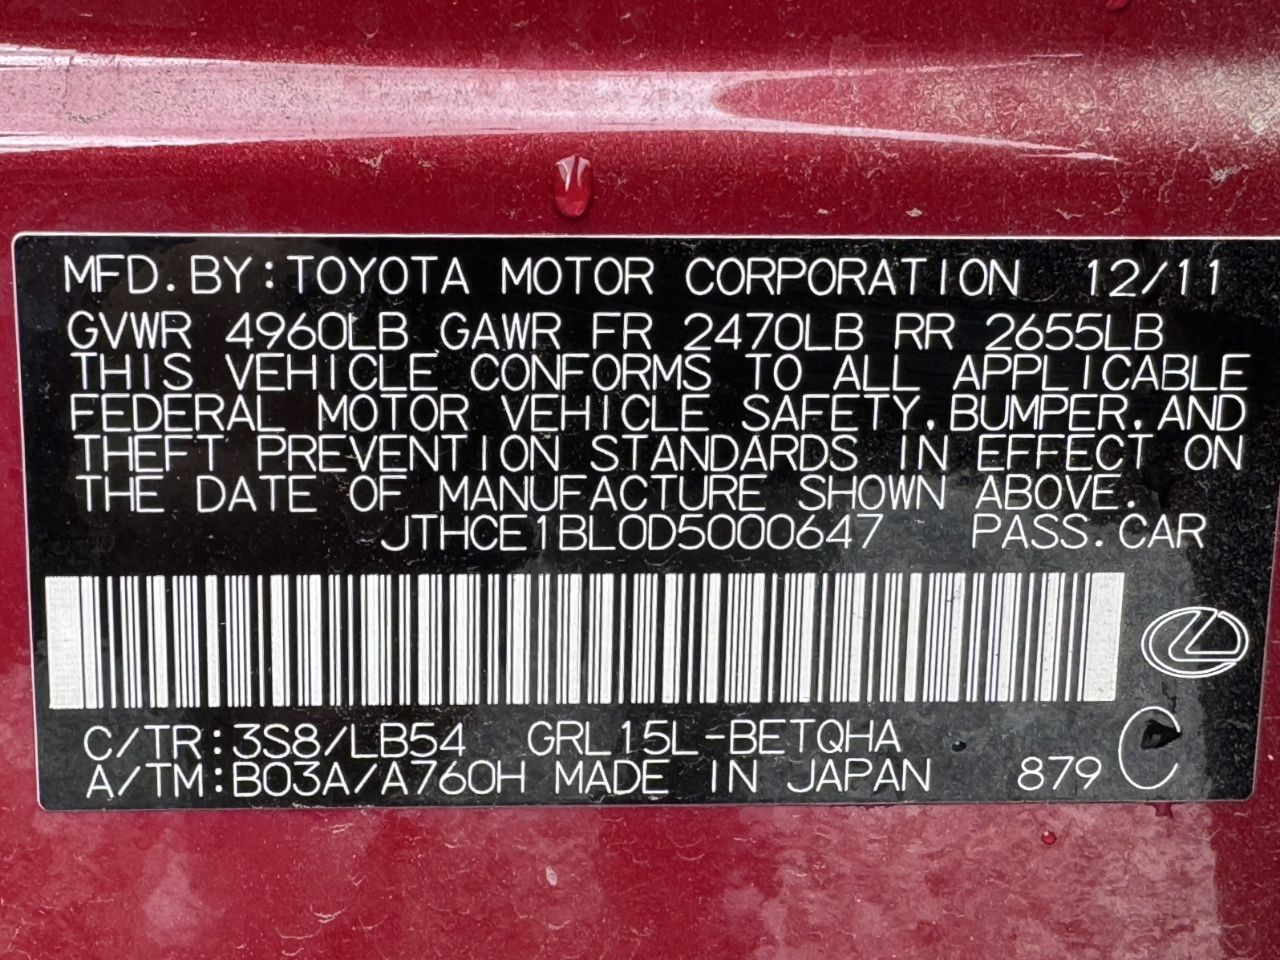 MFD. BY: TOYOTA MOTOR CORPORATION 12/11
GVWR 4960LB GAWR FR 2470LB RR 2655LB
THIS VEHICLE CONFORMS TO ALL APPLICABLE
FEDERAL MOTOR VEHICLE SAFETY, BUMPER, AND
THEFT PREVENTION STANDARDS IN EFFECT ON
THE DATE OF MANUFACTURE SHOWN ABOVE.
JTHCE1BL0D5000647 PASS. CAR
C/TR: 3S8/LB54 GRL15L-BETQHA
A/TM: B03A/A760H MADE IN JAPAN 879 C